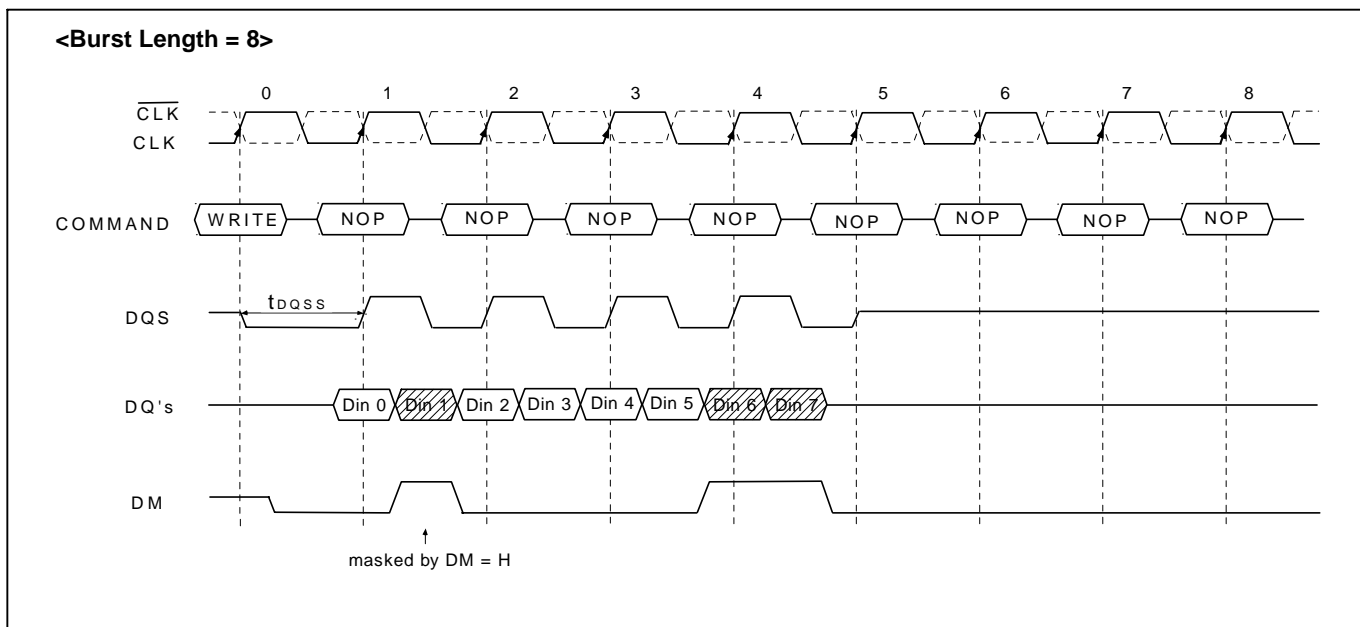 <Burst Length = 8>
0 1 2 3 4 5 6 7 8
CLK
CLK
COMMAND WRITE NOP NOP NOP NOP NOP NOP NOP NOP
DQS tDQSS
DQ's Din 0 Din 1 Din 2 Din 3 Din 4 Din 5 Din 6 Din 7
DM
masked by DM = H